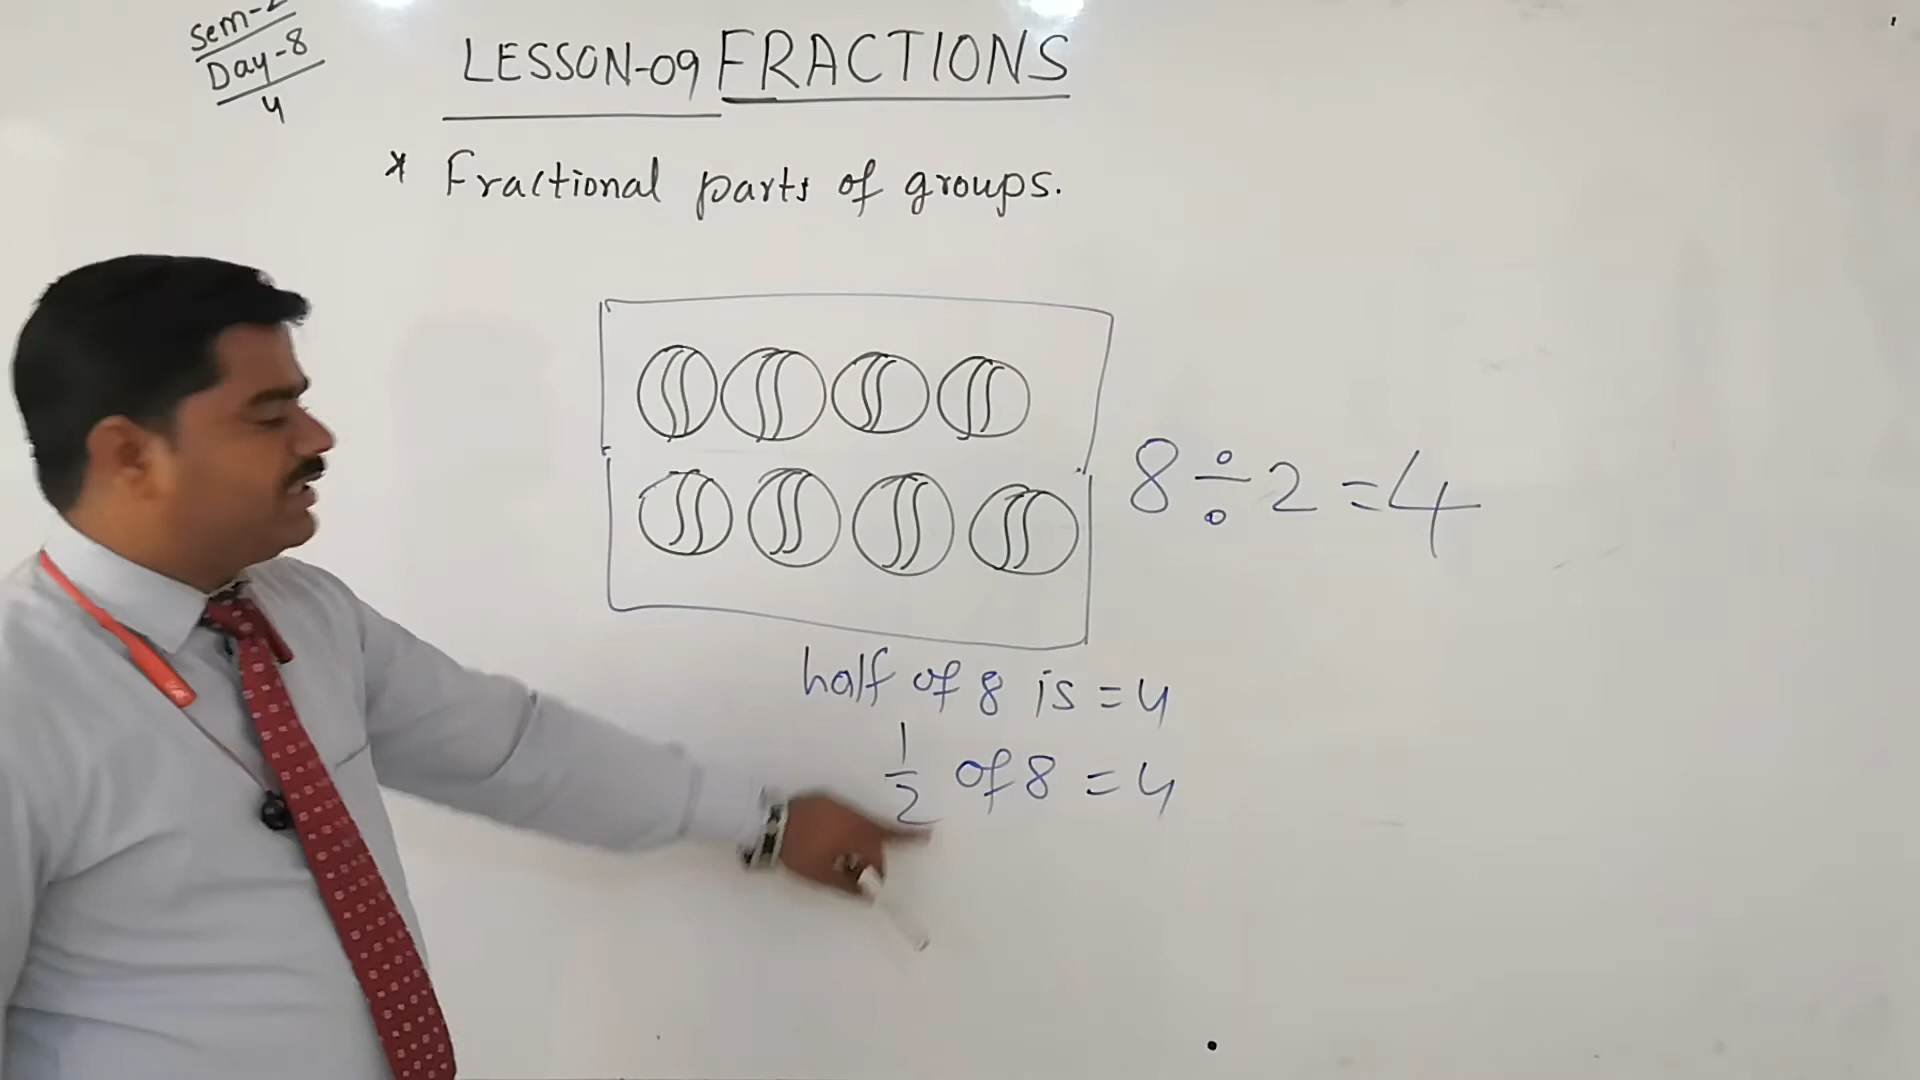 Sem-2
Day-8
4
LESSON-09 FRACTIONS
* Fractional parts of groups.
8 ÷ 2 = 4
half of 8 is = 4
1/2 of 8 = 4